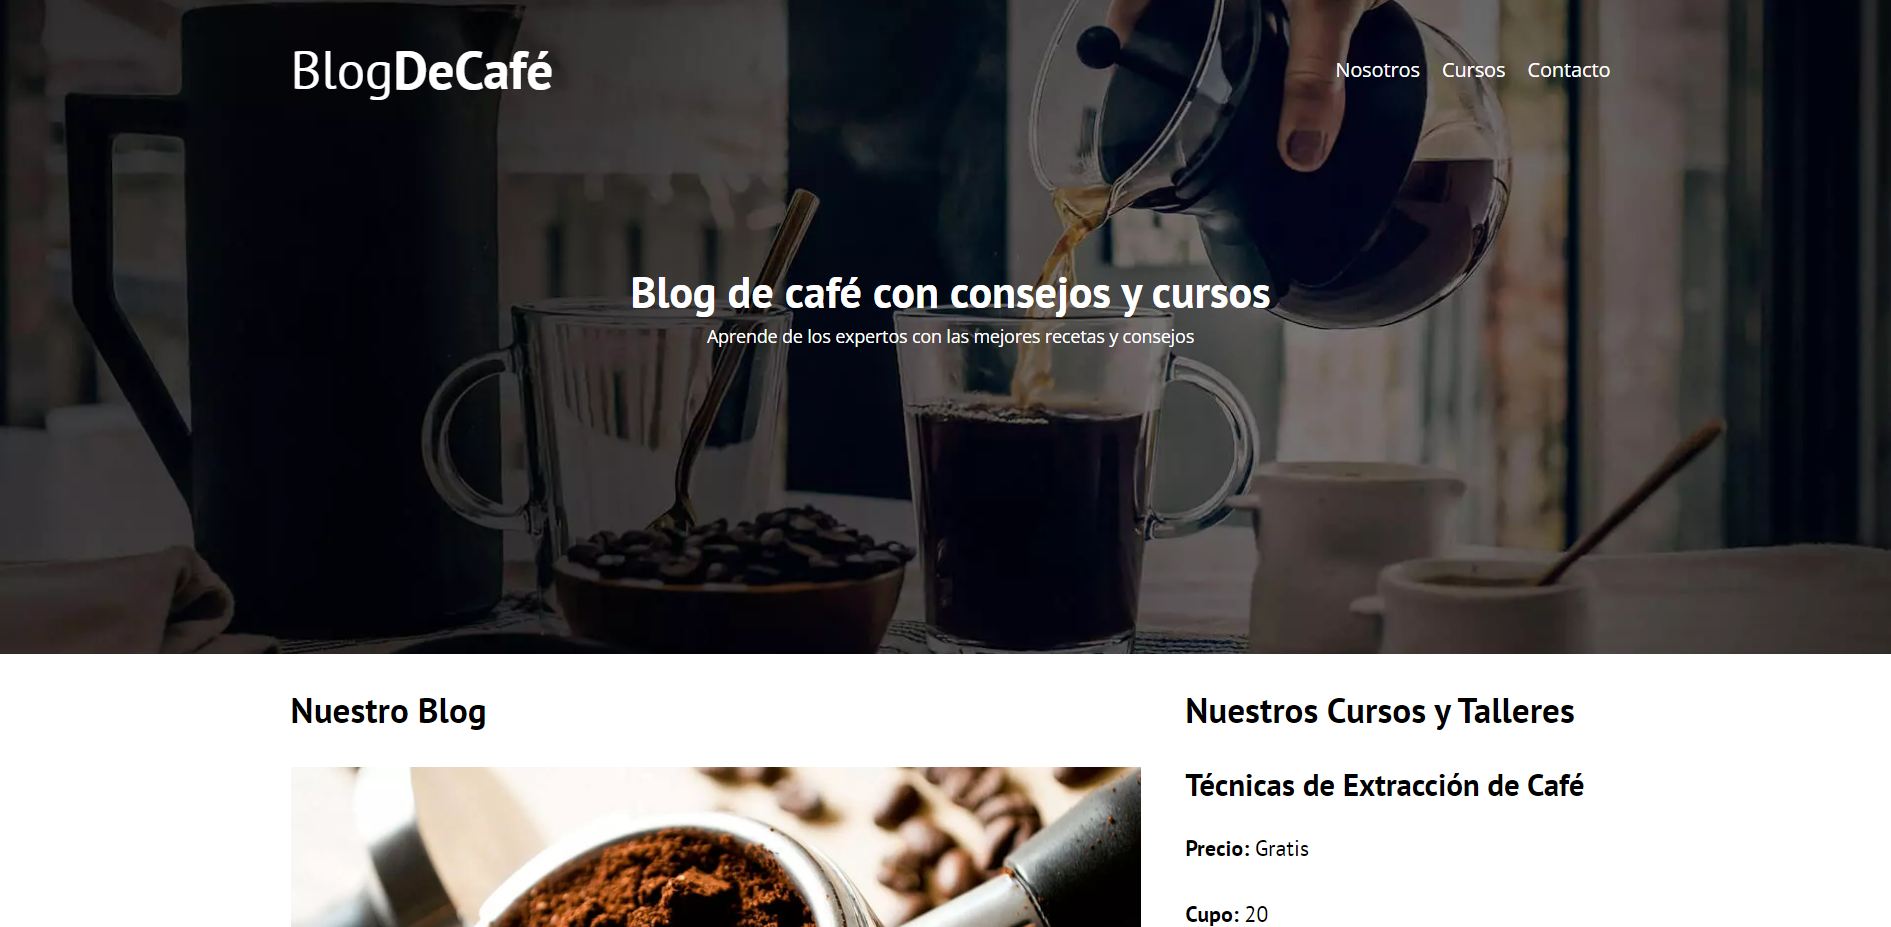 BlogDeCafé
Nosotros Cursos Contacto
Blog de café con consejos y cursos
Aprende de los expertos con las mejores recetas y consejos
Nuestro Blog
Nuestros Cursos y Talleres
Técnicas de Extracción de Café
Precio: Gratis
Cupo: 20